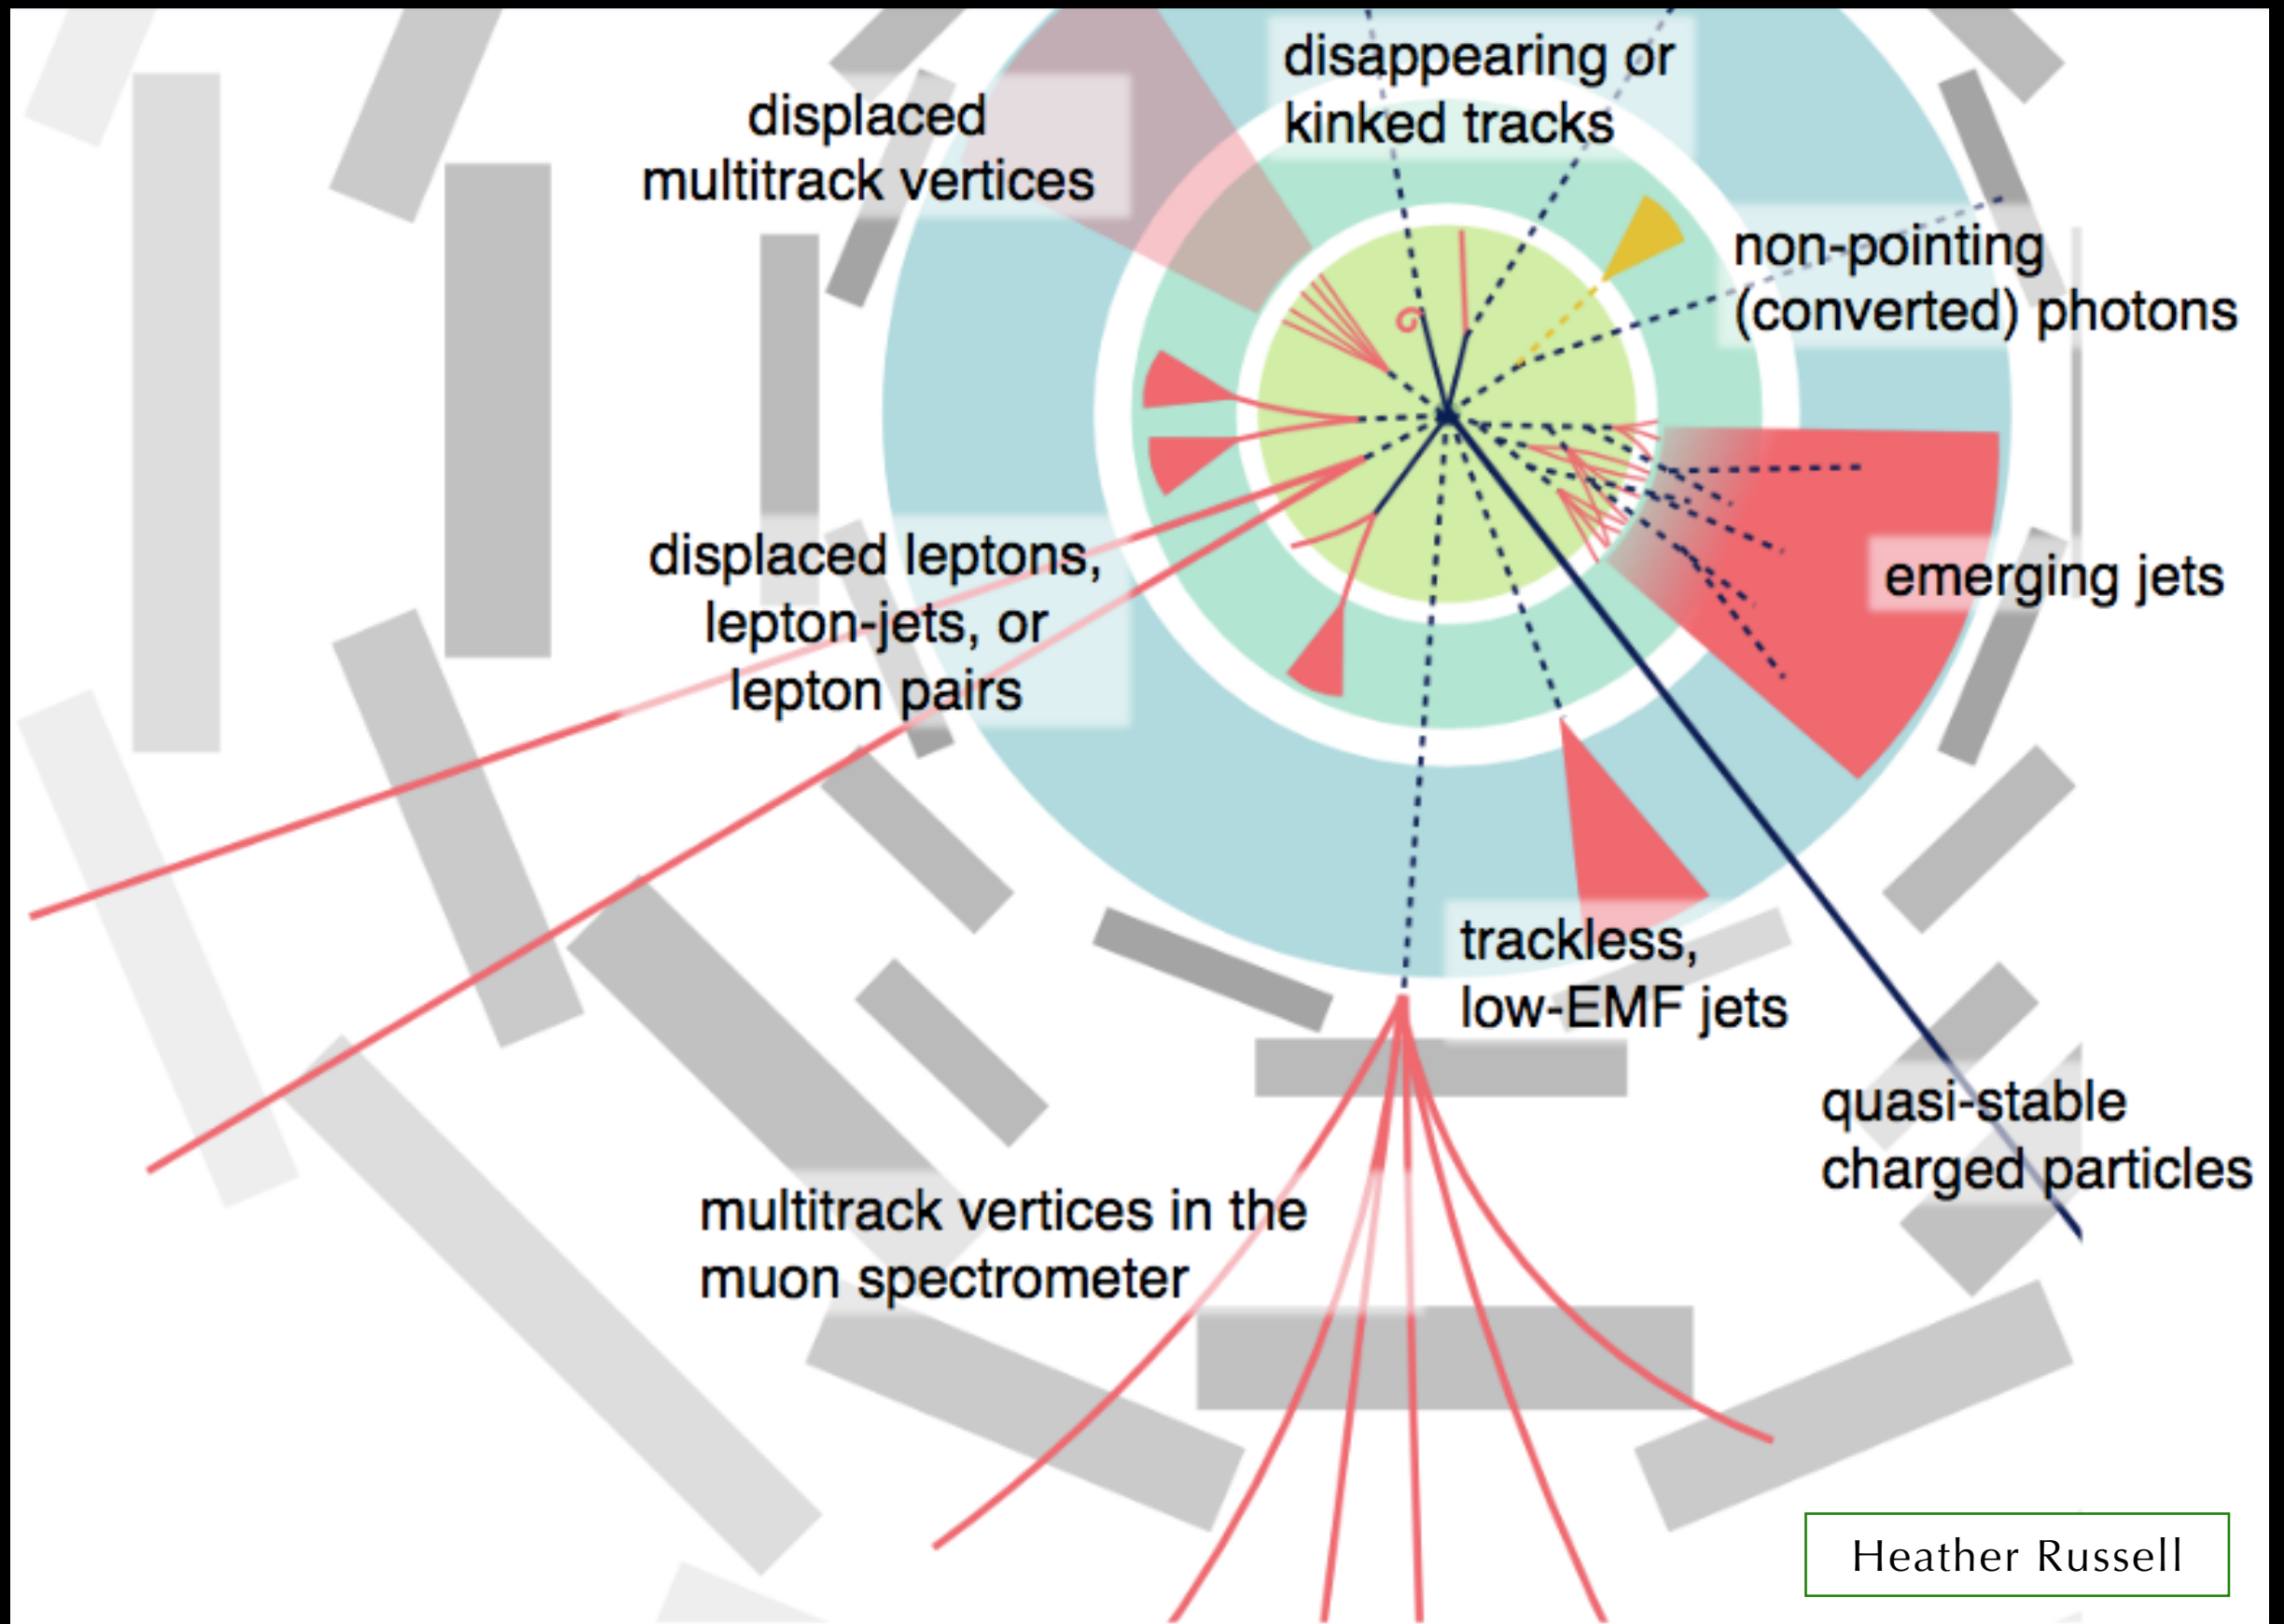 disappearing or
kinked tracks
displaced
multitrack vertices
non-pointing
(converted) photons
displaced leptons,
lepton-jets, or
lepton pairs
emerging jets
trackless,
low-EMF jets
quasi-stable
charged particles
multitrack vertices in the
muon spectrometer
Heather Russell